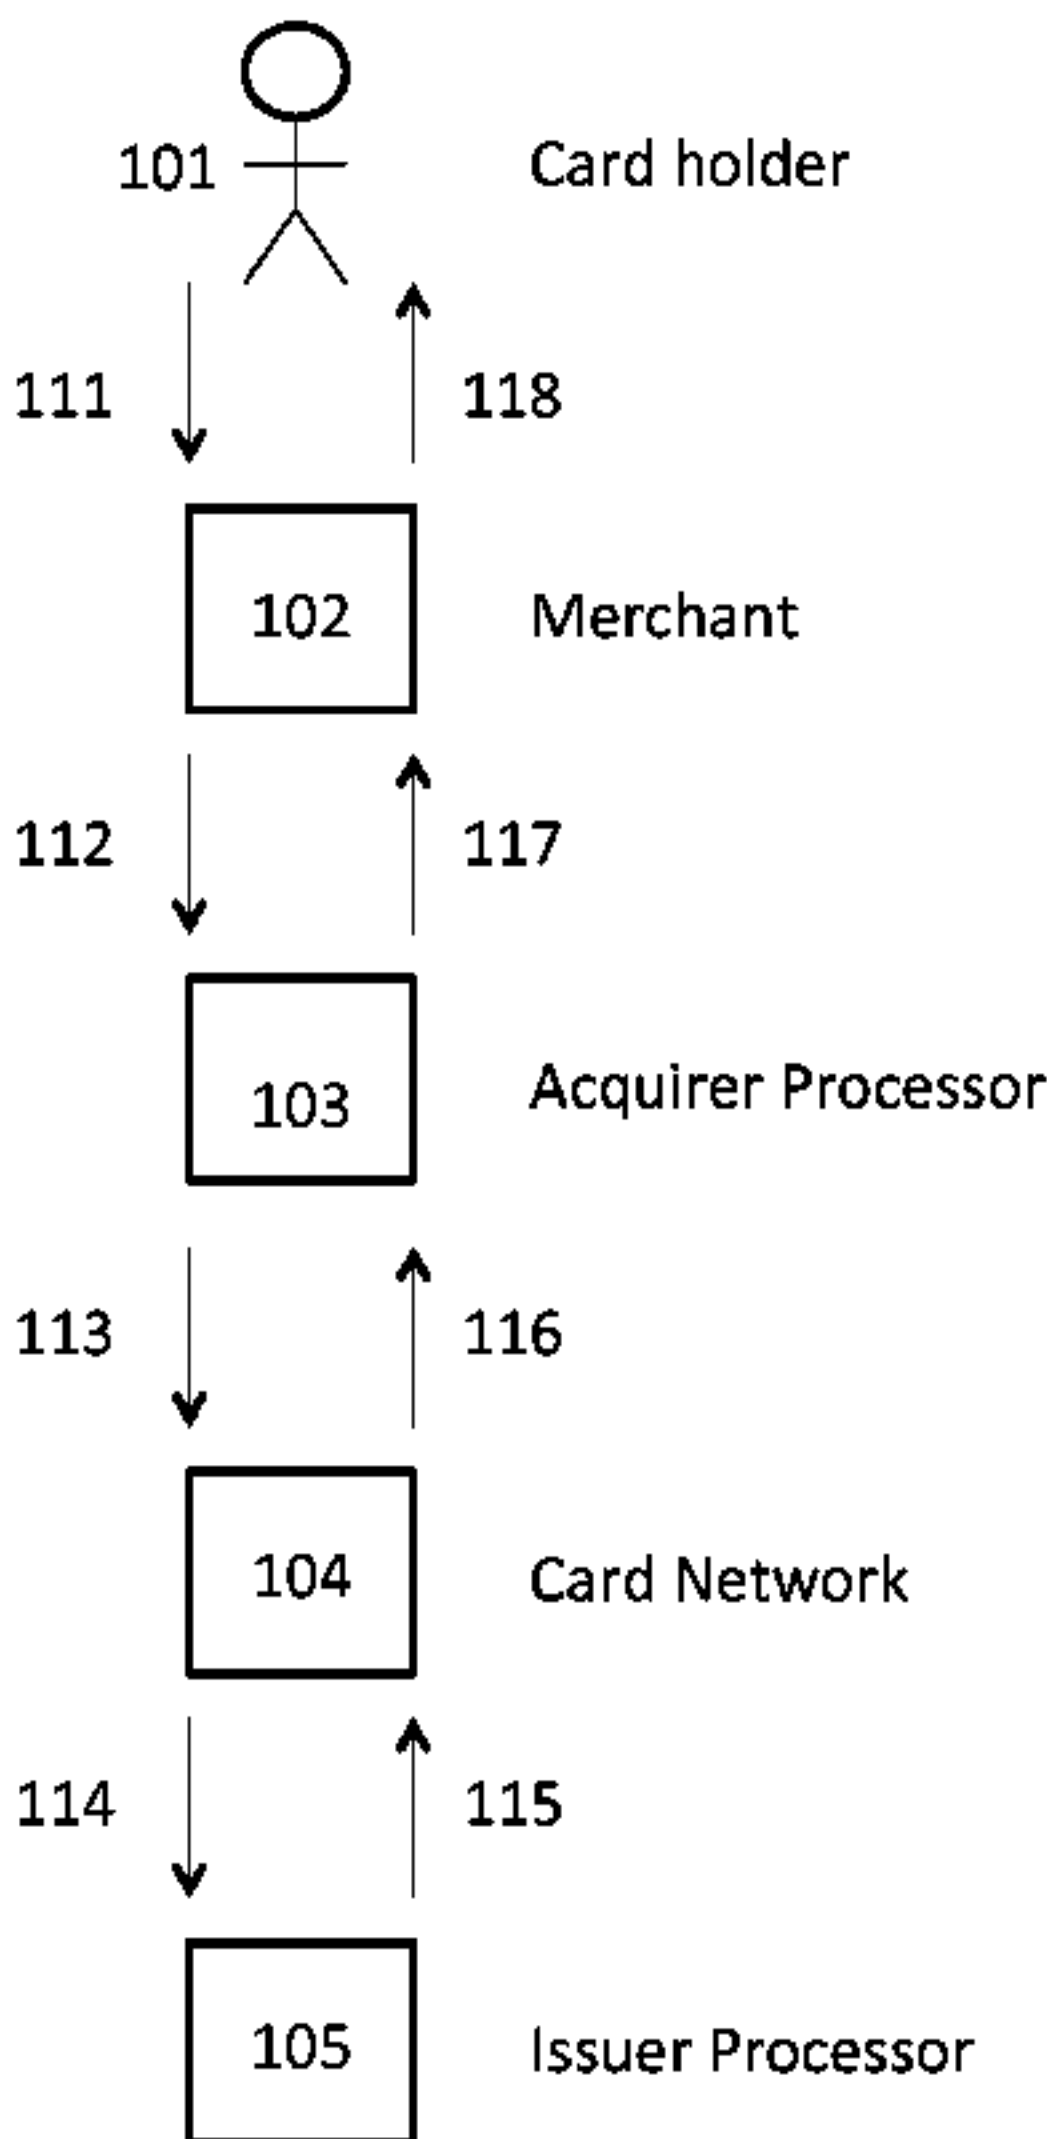 101 Card holder
111 118
102 Merchant
112 117
103 Acquirer Processor
113 116
104 Card Network
114 115
105 Issuer Processor